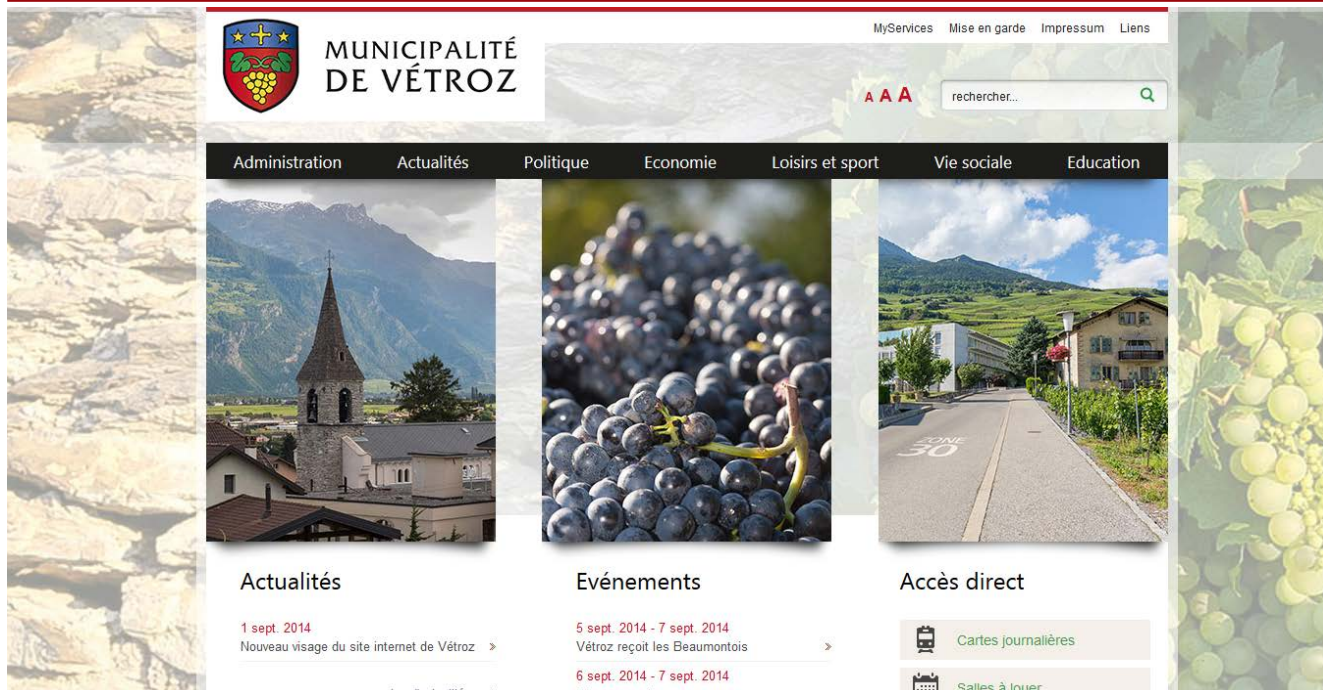 MyServices Mise en garde Impressum Liens
MUNICIPALITÉ
DE VÉTROZ
A A A rechercher...
Administration Actualités Politique Economie Loisirs et sport Vie sociale Education
ZONE
30
Actualités
1 sept. 2014
Nouveau visage du site internet de Vétroz »
Evénements
5 sept. 2014 - 7 sept. 2014
Vétroz reçoit les Beaumontois »
6 sept. 2014 - 7 sept. 2014
Accès direct
Cartes journalières
Salles à louer